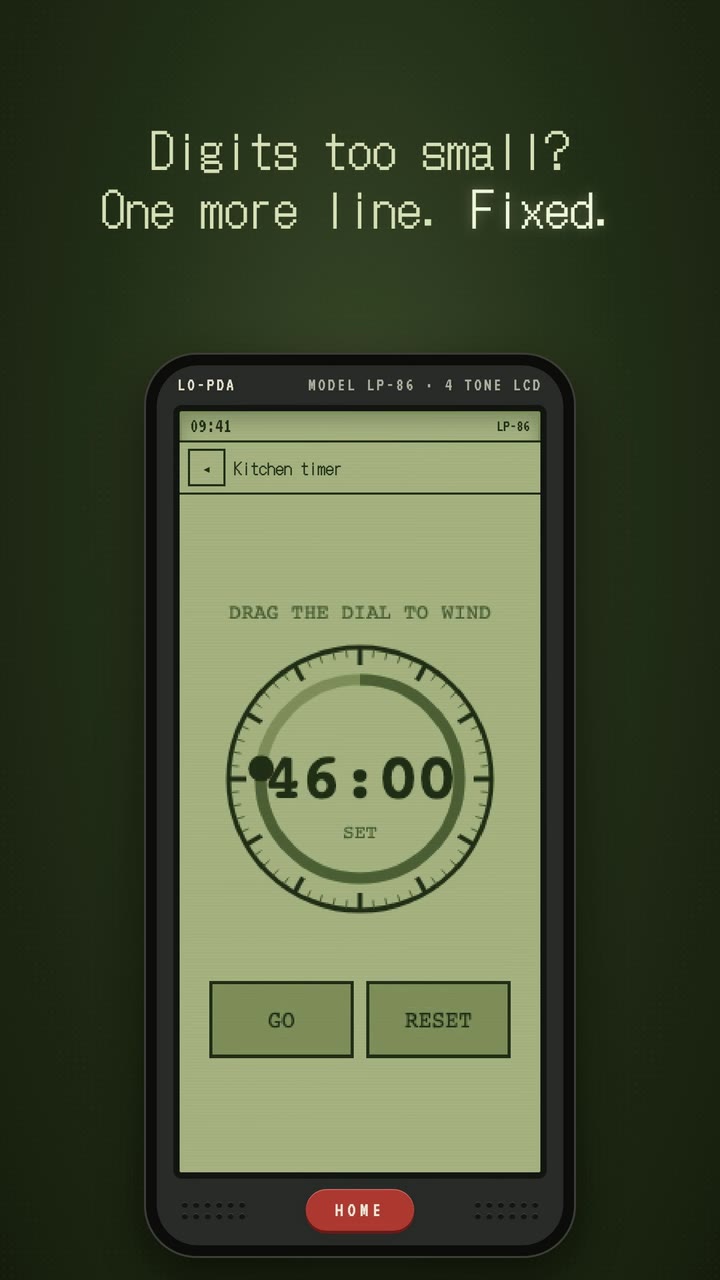 Digits too small?
One more line. Fixed.
LO-PDA MODEL LP-86 · 4 TONE LCD
09:41 LP-86
◂ Kitchen timer
DRAG THE DIAL TO WIND
46:00
SET
GO RESET
HOME